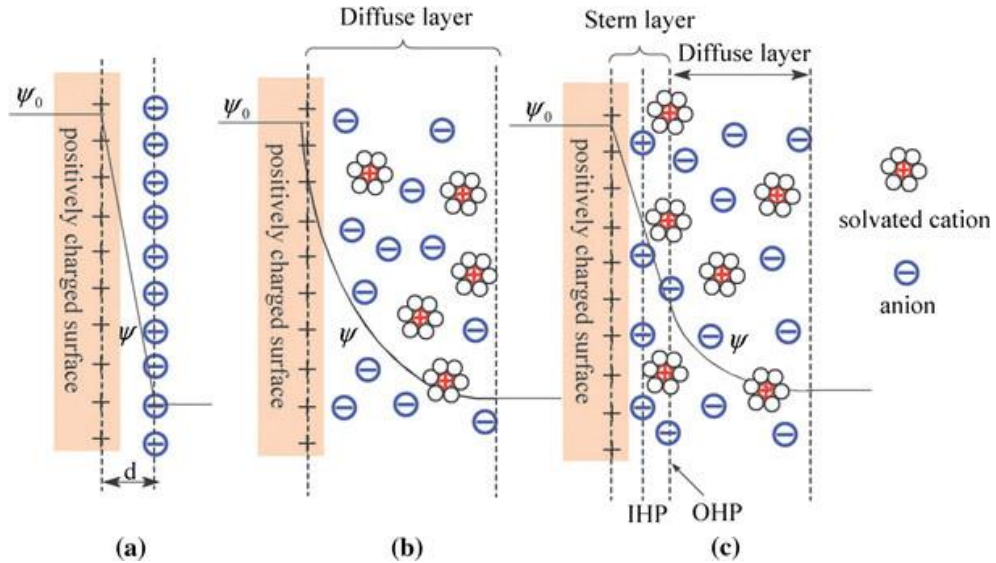 Diffuse layer
Stern layer
Diffuse layer
ψ₀
positively charged surface
ψ
d
ψ₀
positively charged surface
ψ
ψ₀
positively charged surface
ψ
solvated cation
anion
IHP
OHP
(a)
(b)
(c)